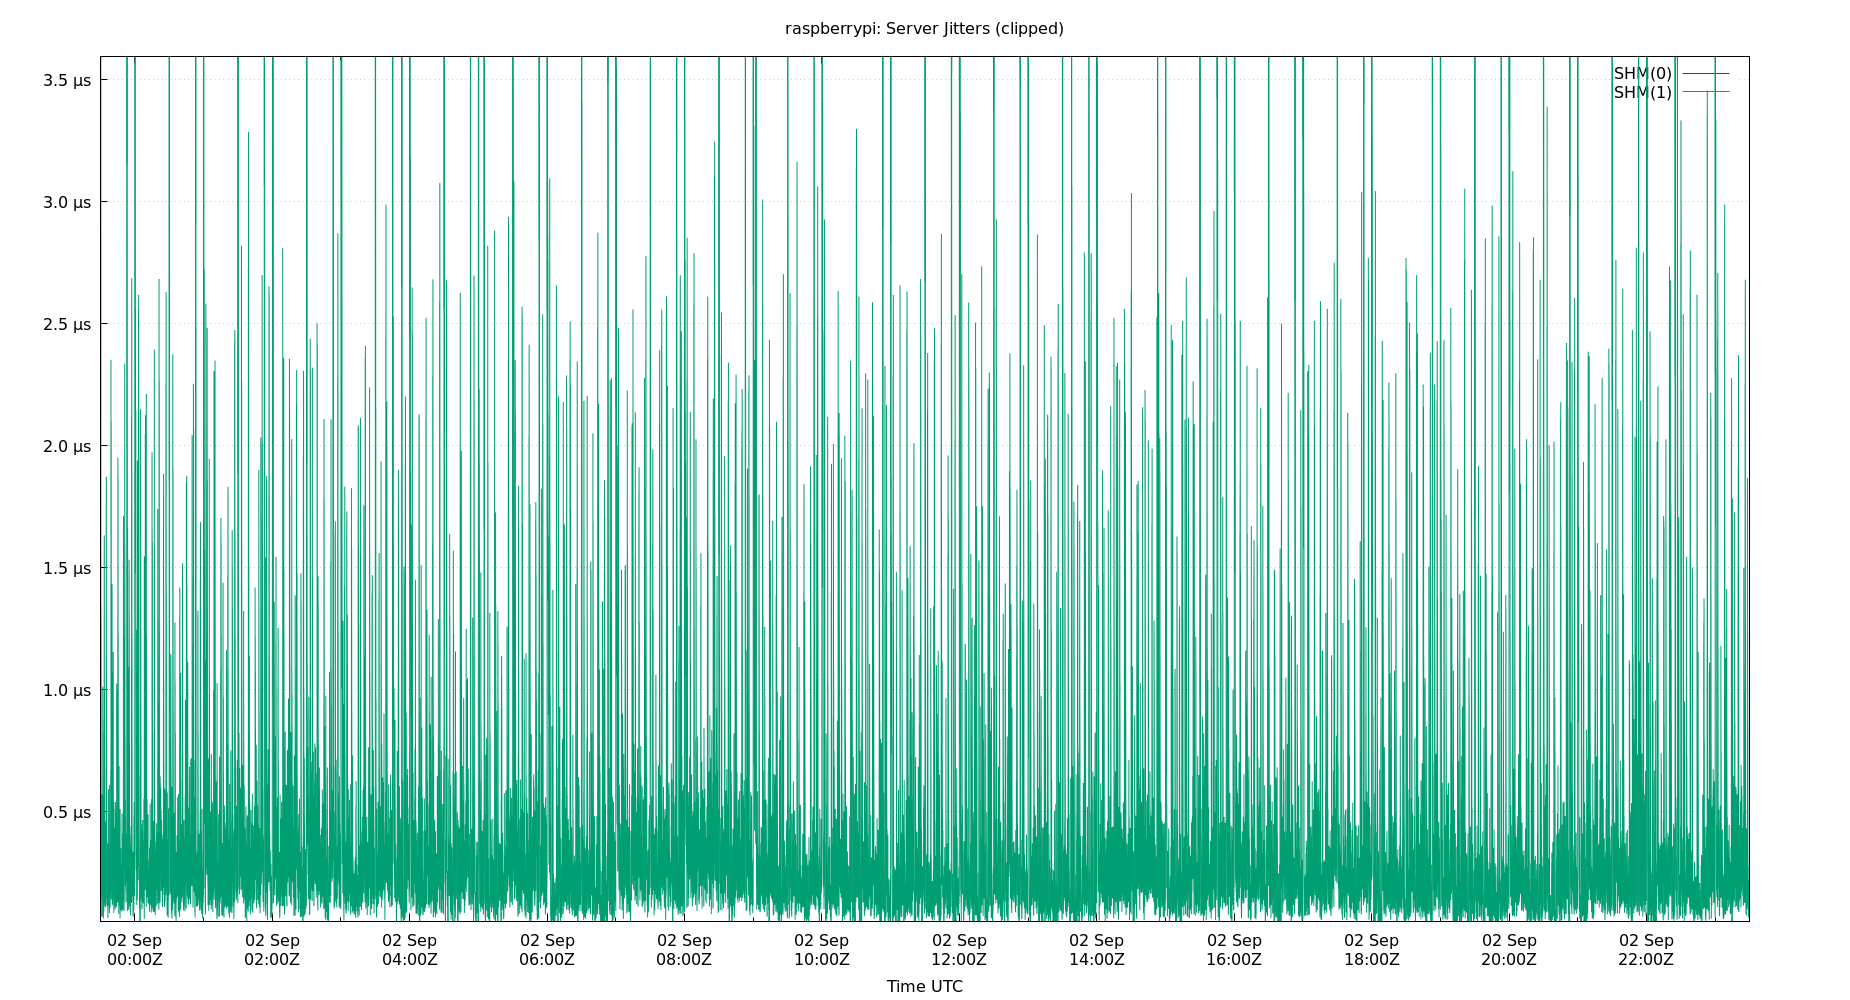 raspberrypi: Server Jitters (clipped)
3.5 µs
3.0 µs
2.5 µs
2.0 µs
1.5 µs
1.0 µs
0.5 µs
SHM(0)
SHM(1)
02 Sep 02 Sep 02 Sep 02 Sep 02 Sep 02 Sep 02 Sep 02 Sep 02 Sep 02 Sep 02 Sep 02 Sep
00:00Z 02:00Z 04:00Z 06:00Z 08:00Z 10:00Z 12:00Z 14:00Z 16:00Z 18:00Z 20:00Z 22:00Z
Time UTC